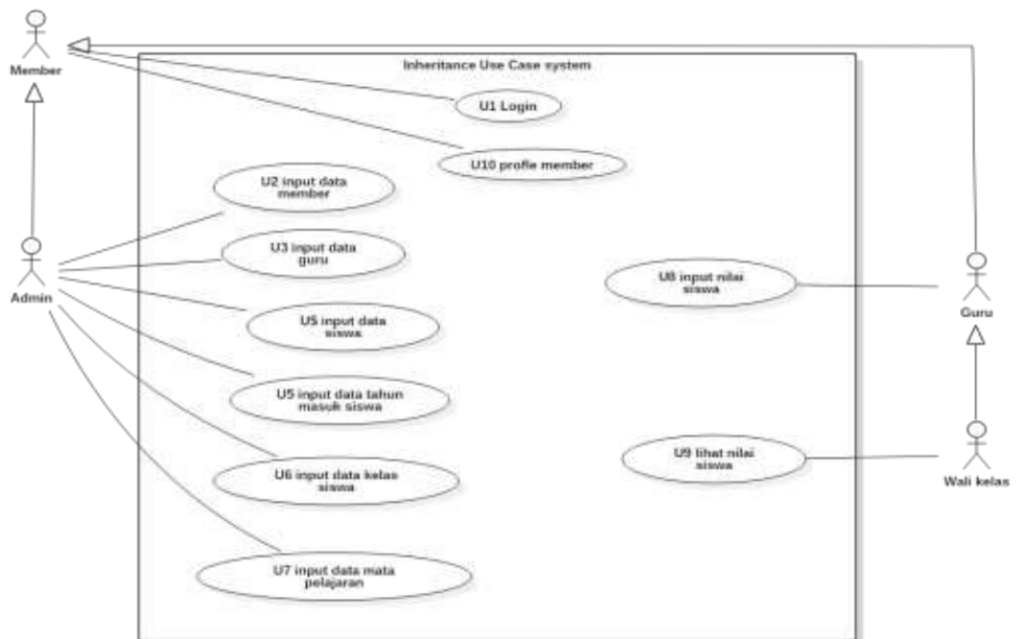 Member
Inheritance Use Case system
U1 Login
U10 profle member
U2 input data
member
U3 input data
guru
Admin
U8 input nilai
siswa
Guru
U5 input data
siswa
U5 input data tahun
masuk siswa
U6 input data kelas
siswa
U9 lihat nilai
siswa
Wali kelas
U7 input data mata
pelajaran